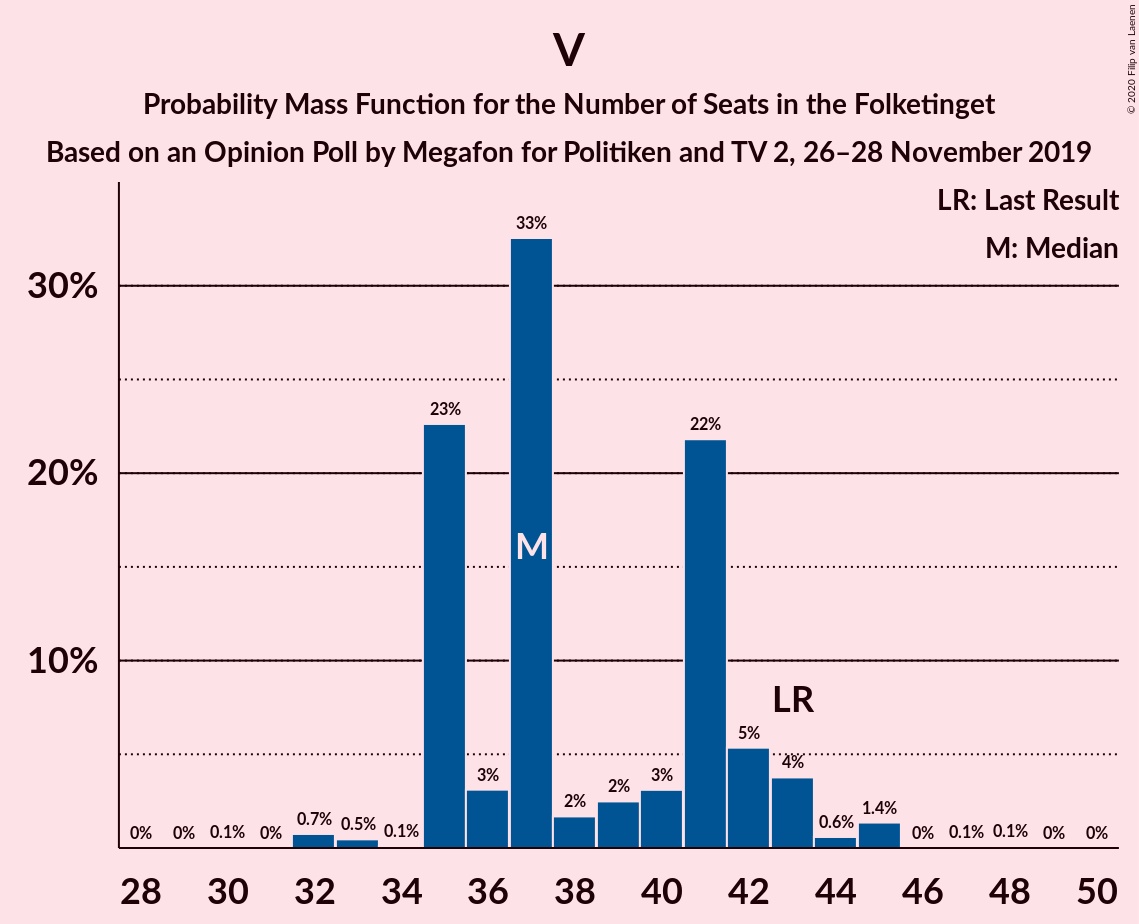 © 2020 Filip van Laenen
V
Probability Mass Function for the Number of Seats in the Folketinget
Based on an Opinion Poll by Megafon for Politiken and TV 2, 26–28 November 2019
LR: Last Result
M: Median
30%
20%
10%
0% 0% 0.1% 0% 0.7% 0.5% 0.1% 23% 3% 33% 2% 2% 3% 22% 5% 4% 0.6% 1.4% 0% 0.1% 0.1% 0% 0%
M
LR
28 30 32 34 36 38 40 42 44 46 48 50